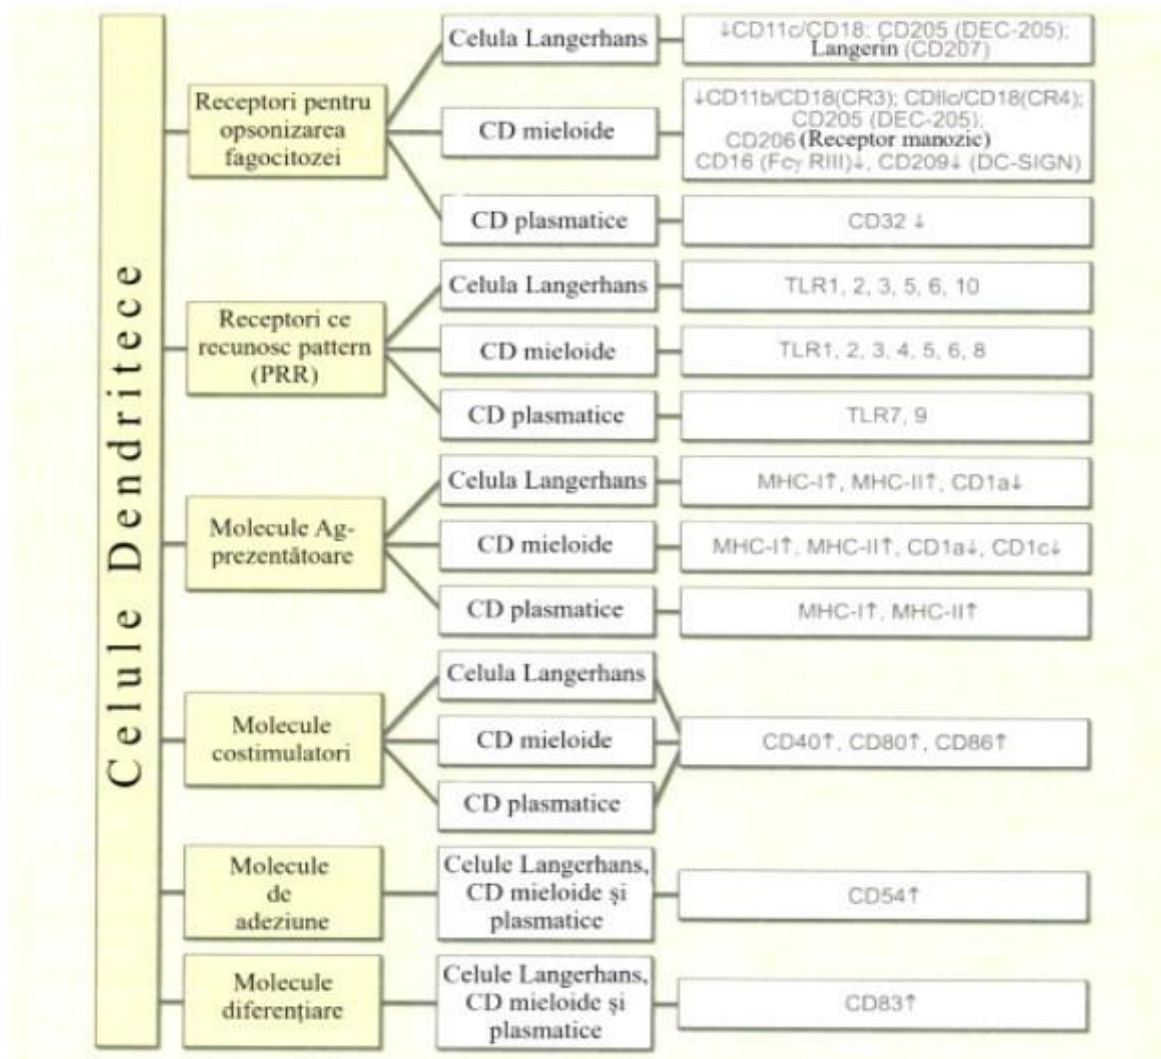 Celule Dendritece
Receptori pentru
opsonizarea
fagocitozei
Celula Langerhans
↓CD11c/CD18; CD205 (DEC-205);
Langerin (CD207)
CD mieloide
↓CD11b/CD18(CR3); CDIIc/CD18(CR4);
CD205 (DEC-205);
CD206 (Receptor manozic)
CD16 (Fcγ RIII)↓, CD209↓ (DC-SIGN)
CD plasmatice
CD32 ↓
Receptori ce
recunosc pattern
(PRR)
Celula Langerhans
TLR1, 2, 3, 5, 6, 10
CD mieloide
TLR1, 2, 3, 4, 5, 6, 8
CD plasmatice
TLR7, 9
Molecule Ag-
prezentătoare
Celula Langerhans
MHC-I↑, MHC-II↑, CD1a↓
CD mieloide
MHC-I↑, MHC-II↑, CD1a↓, CD1c↓
CD plasmatice
MHC-I↑, MHC-II↑
Molecule
costimulatori
Celula Langerhans
CD mieloide
CD plasmatice
CD40↑, CD80↑, CD86↑
Molecule
de
adeziune
Celule Langerhans,
CD mieloide și
plasmatice
CD54↑
Molecule
diferențiare
Celule Langerhans,
CD mieloide și
plasmatice
CD83↑